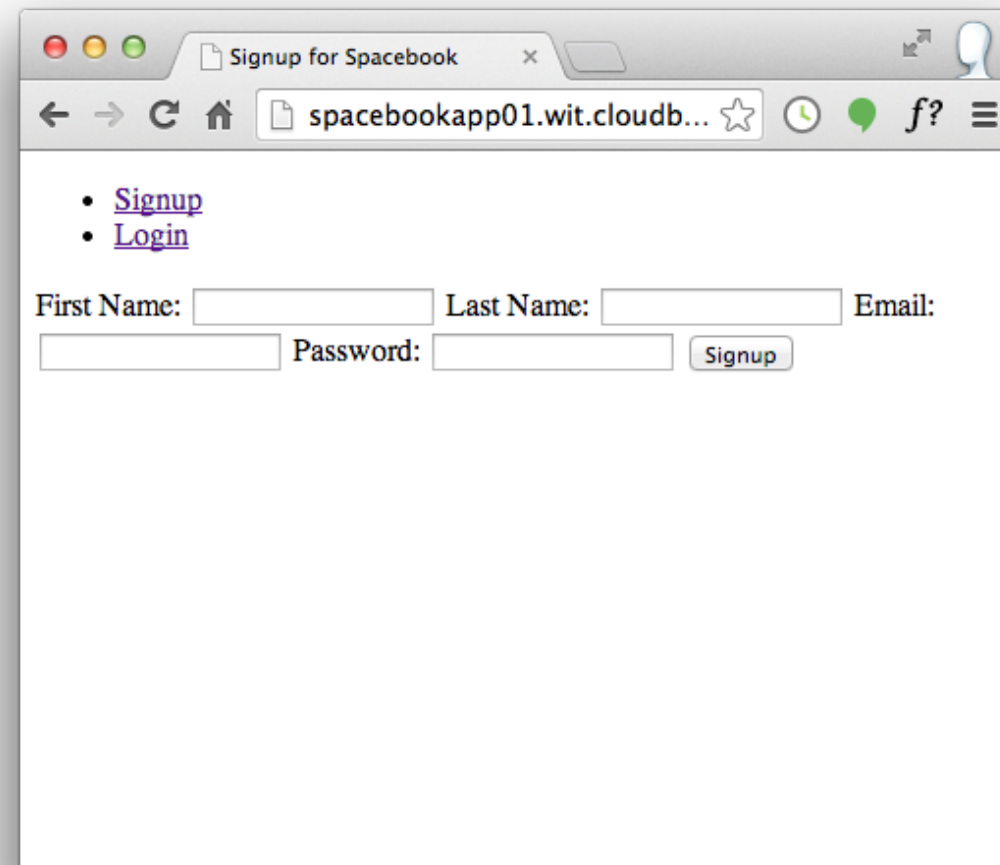 Signup for Spacebook
spacebookapp01.wit.cloudb...
f?
Signup
Login
First Name: Last Name: Email:
Password: Signup